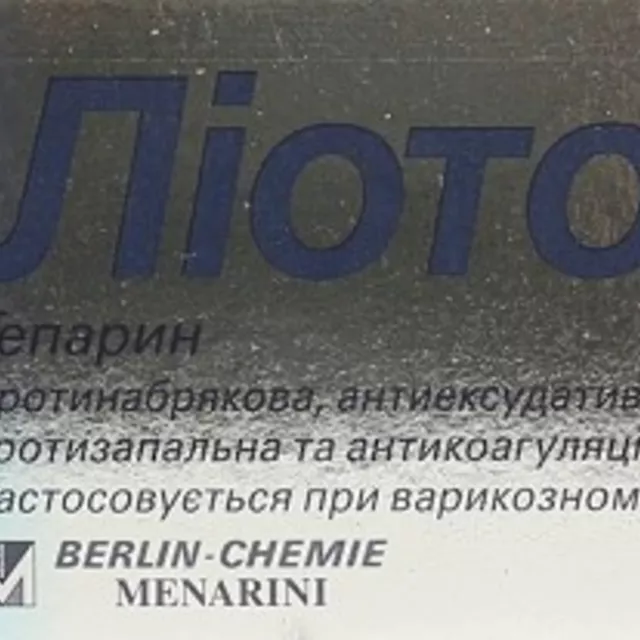 Ліото
Гепарин
ротинабрякова, антиексудатив
ротизапальна та антикоагуляці
астосовується при варикозном
BERLIN-CHEMIE
MENARINI